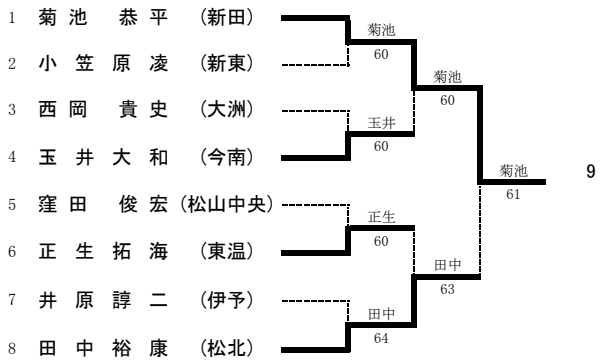 1 菊池 恭平 (新田)
2 小笠原凌 (新東)
3 西岡 貴史 (大洲)
4 玉井大和 (今南)
5 窪田 俊宏 (松山中央)
6 正生拓海 (東温)
7 井原諄二 (伊予)
8 田中裕康 (松北)
菊池
60
玉井
60
正生
60
田中
64
菊池
60
田中
63
菊池
61
9